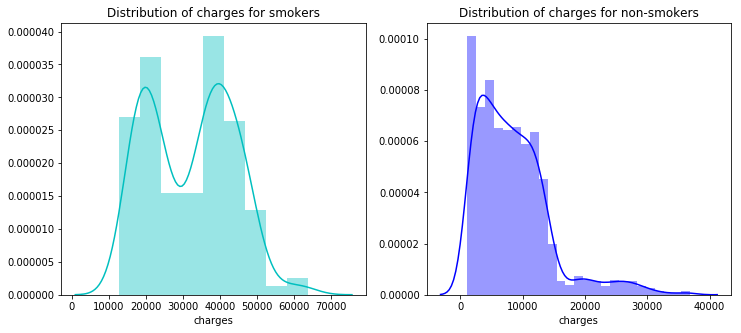 Distribution of charges for smokers
0.000040
0.000035
0.000030
0.000025
0.000020
0.000015
0.000010
0.000005
0.000000
0 10000 20000 30000 40000 50000 60000 70000
charges
Distribution of charges for non-smokers
0.00010
0.00008
0.00006
0.00004
0.00002
0.00000
0 10000 20000 30000 40000
charges